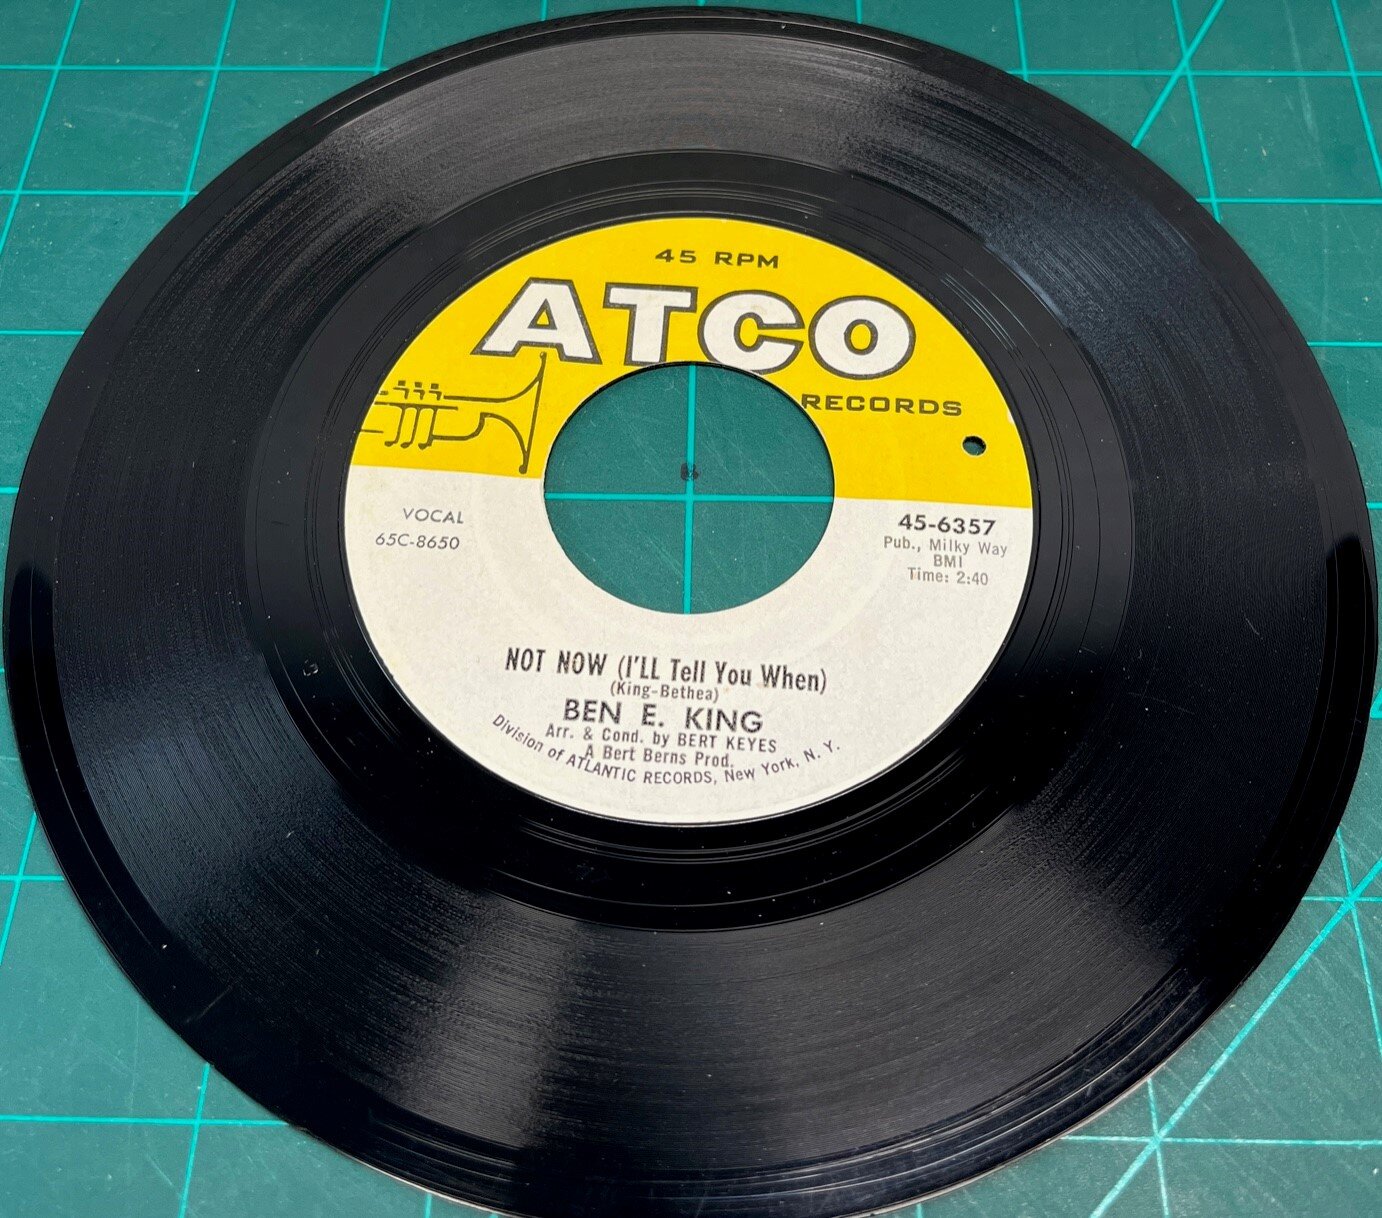 45 RPM
ATCO
RECORDS
VOCAL
65C-8650
45-6357
Pub., Milky Way
BMI
Time: 2:40
NOT NOW (I'LL Tell You When)
(King-Bethea)
BEN E. KING
Arr. & Cond. by BERT KEYES
A Bert Berns Prod.
Division of ATLANTIC RECORDS, New York, N. Y.